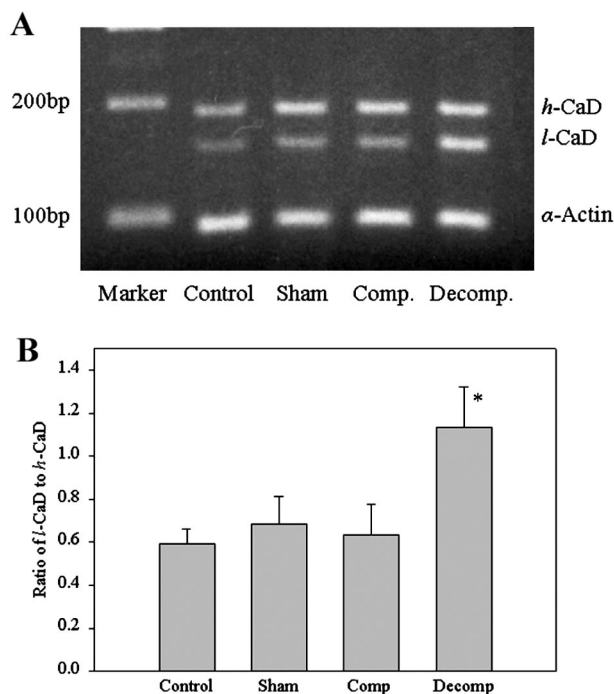 A
200bp
h-CaD
l-CaD
100bp
α-Actin
Marker Control Sham Comp. Decomp.
B
Ratio of l-CaD to h-CaD
1.4
1.2
1.0
0.8
0.6
0.4
0.2
0.0
*
Control Sham Comp Decomp